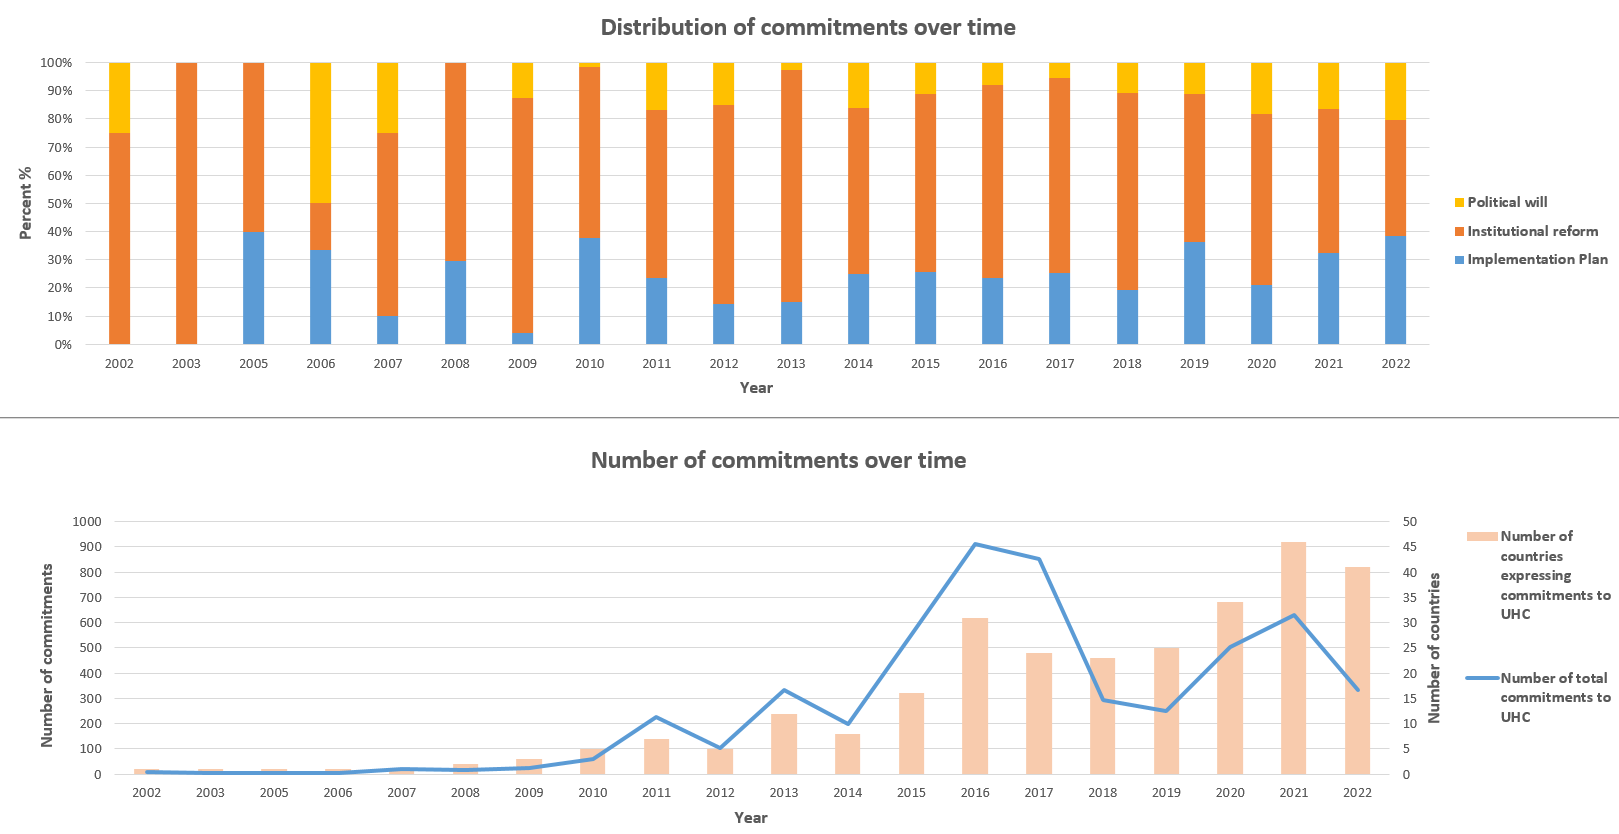 Distribution of commitments over time
100%
90%
80%
70%
60%
50%
40%
30%
20%
10%
0%
Percent %
2002 2003 2005 2006 2007 2008 2009 2010 2011 2012 2013 2014 2015 2016 2017 2018 2019 2020 2021 2022
Year
Political will
Institutional reform
Implementation Plan
Number of commitments over time
1000
900
800
700
600
500
400
300
200
100
0
Number of commitments
50
45
40
35
30
25
20
15
10
5
0
Number of countries
2002 2003 2005 2006 2007 2008 2009 2010 2011 2012 2013 2014 2015 2016 2017 2018 2019 2020 2021 2022
Year
Number of
countries
expressing
commitments to
UHC
Number of total
commitments to
UHC